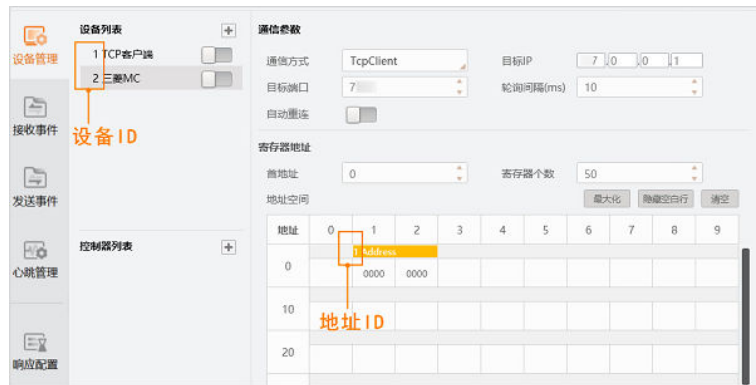 设备管理
接收事件
发送事件
心跳管理
响应配置
设备列表 +
1 TCP客户端
2 三菱MC
设备ID
控制器列表 +
通信参数
通信方式 TcpClient 目标IP 7 .0 .0 .1
目标端口 7 轮询间隔(ms) 10
自动重连
寄存器地址
首地址 0 寄存器个数 50
地址空间 最大化 隐藏空白行 清空
地址 0 1 2 3 4 5 6 7 8 9
1 Address
0 0000 0000
10
地址ID
20